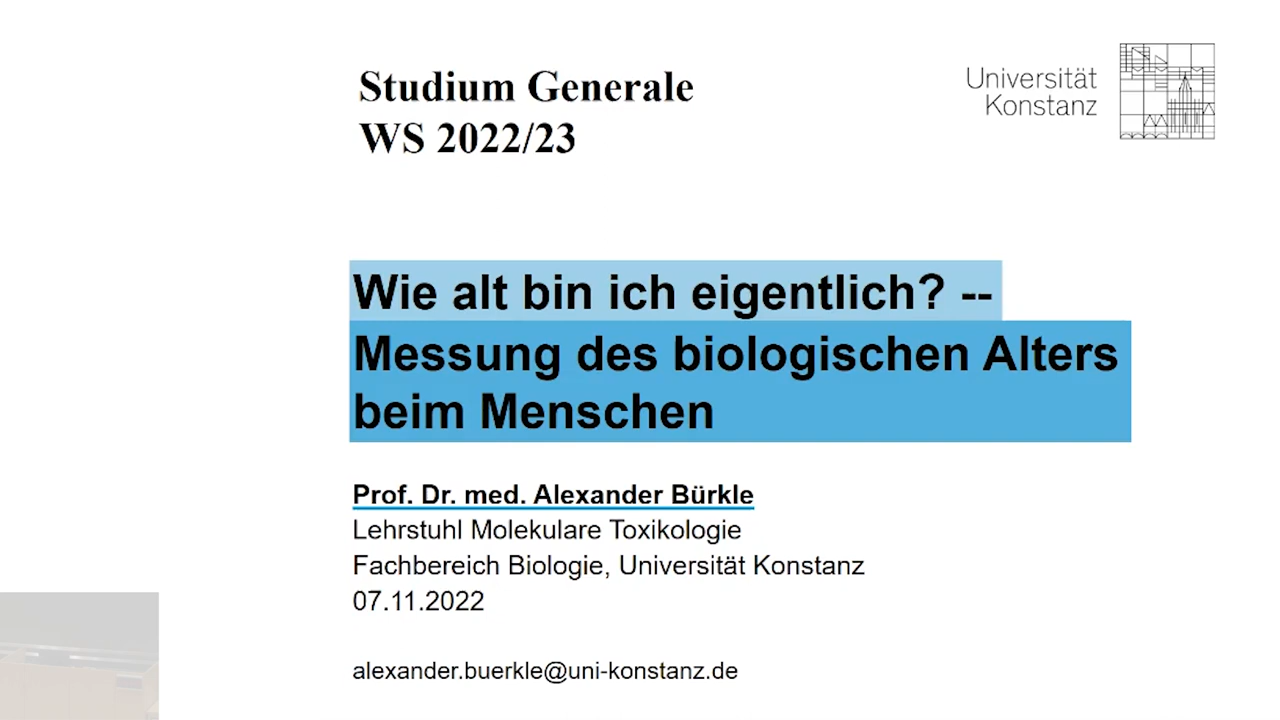 Studium Generale
WS 2022/23
Universität
Konstanz
Wie alt bin ich eigentlich? --
Messung des biologischen Alters
beim Menschen
Prof. Dr. med. Alexander Bürkle
Lehrstuhl Molekulare Toxikologie
Fachbereich Biologie, Universität Konstanz
07.11.2022
alexander.buerkle@uni-konstanz.de